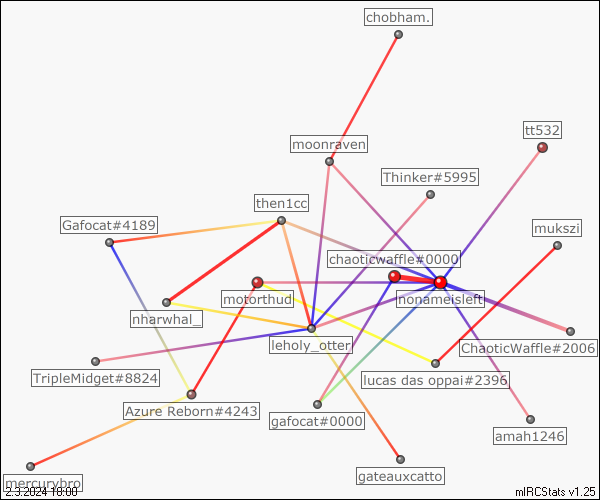 chobham.
tt532
moonraven
Thinker#5995
then1cc
Gafocat#4189
mukszi
chaoticwaffle#0000
motorthud
nonameisleft
nharwhal_
leholy_otter
ChaoticWaffle#2006
TripleMidget#8824
lucas das oppai#2396
Azure Reborn#4243
gafocat#0000
amah1246
gateauxcatto
mercurybro
2.3.2024 18:00
mIRCStats v1.25